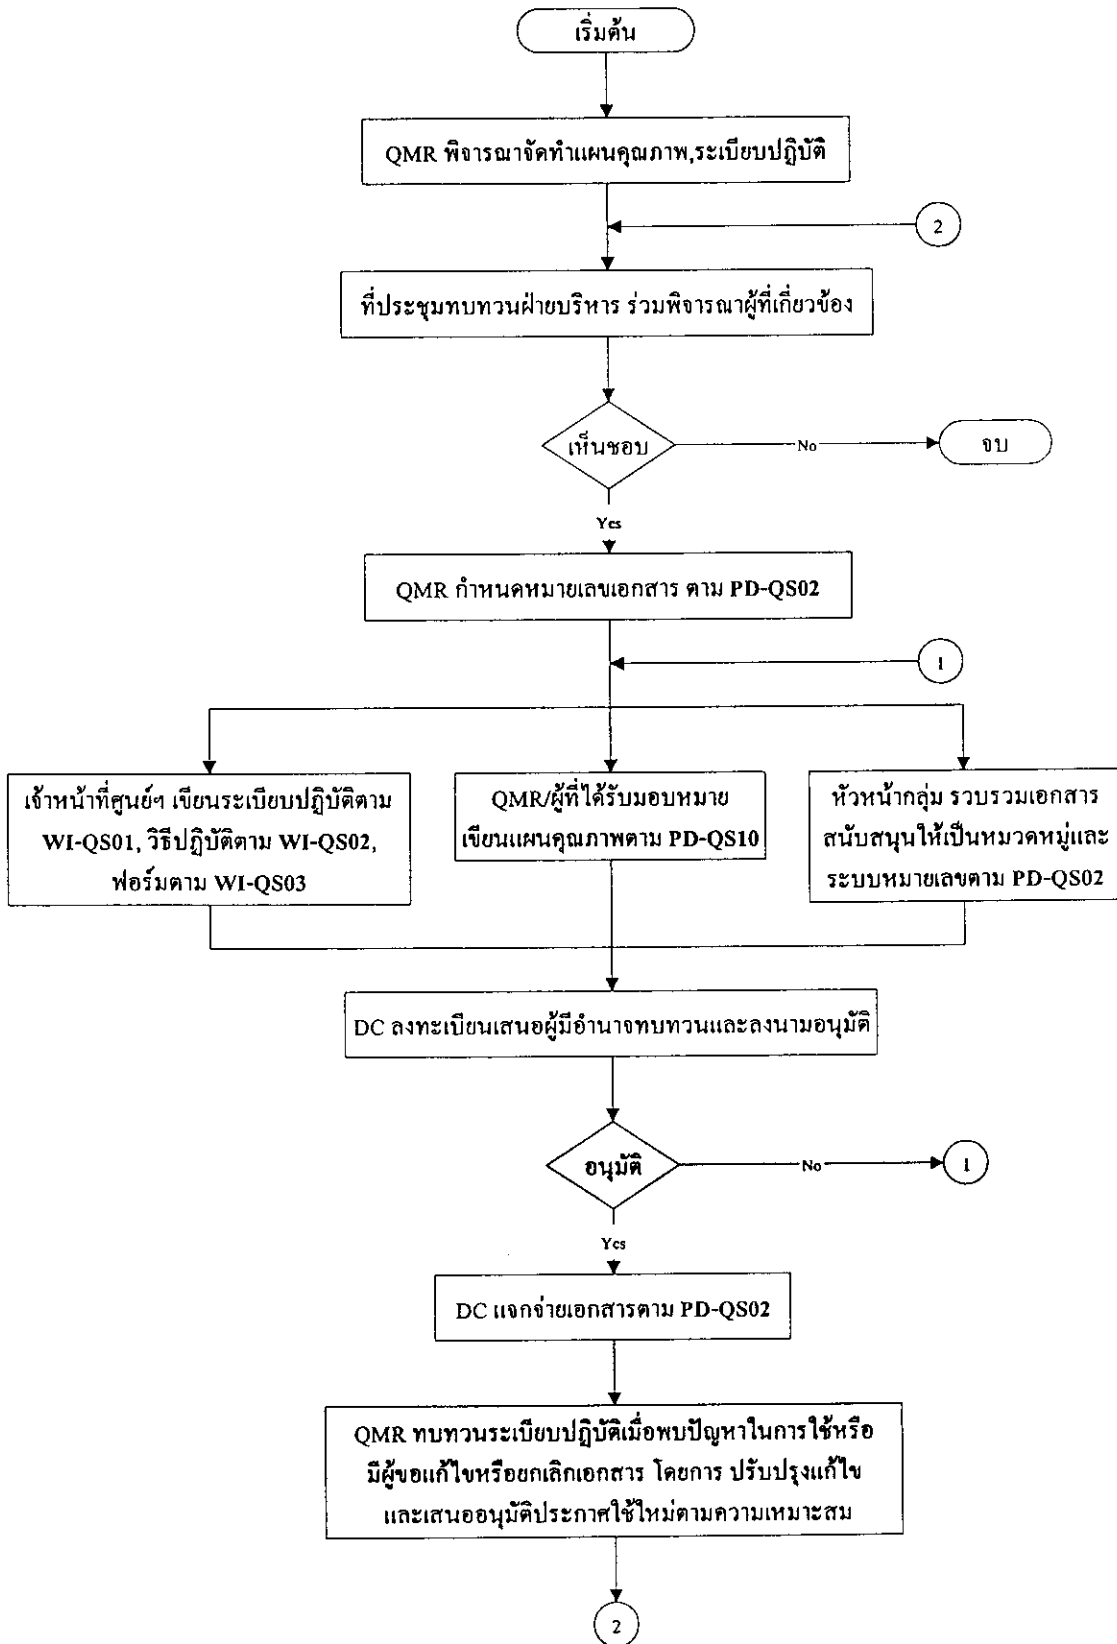 เริ่มต้น
QMR พิจารณาจัดทำแผนคุณภาพ,ระเบียบปฏิบัติ
2
ที่ประชุมทบทวนฝ่ายบริหาร ร่วมพิจารณาผู้ที่เกี่ยวข้อง
เห็นชอบ
No
จบ
Yes
QMR กำหนดหมายเลขเอกสาร ตาม PD-QS02
1
เจ้าหน้าที่ศูนย์ฯ เขียนระเบียบปฏิบัติตาม
WI-QS01, วิธีปฏิบัติตาม WI-QS02,
ฟอร์มตาม WI-QS03
QMR/ผู้ที่ได้รับมอบหมาย
เขียนแผนคุณภาพตาม PD-QS10
หัวหน้ากลุ่ม รวบรวมเอกสาร
สนับสนุนให้เป็นหมวดหมู่และ
ระบบหมายเลขตาม PD-QS02
DC ลงทะเบียนเสนอผู้มีอำนาจทบทวนและลงนามอนุมัติ
อนุมัติ
No
1
Yes
DC แจกจ่ายเอกสารตาม PD-QS02
QMR ทบทวนระเบียบปฏิบัติเมื่อพบปัญหาในการใช้หรือ
มีผู้ขอแก้ไขหรือยกเลิกเอกสาร โดยการ ปรับปรุงแก้ไข
และเสนออนุมัติประกาศใช้ใหม่ตามความเหมาะสม
2